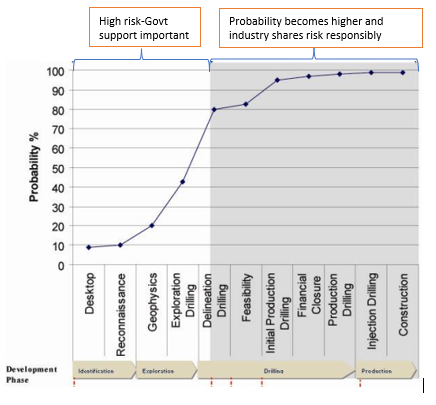 High risk-Govt
support important
Probability becomes higher and
industry shares risk responsibly
Probability %
100
90
80
70
60
50
40
30
20
10
0
Desktop
Reconnaissance
Geophysics
Exploration
Drilling
Delineation
Drilling
Feasibility
Initial Production
Drilling
Financial
Closure
Production
Drilling
Injection Drilling
Construction
Development
Phase
Identification
Exploration
Drilling
Production